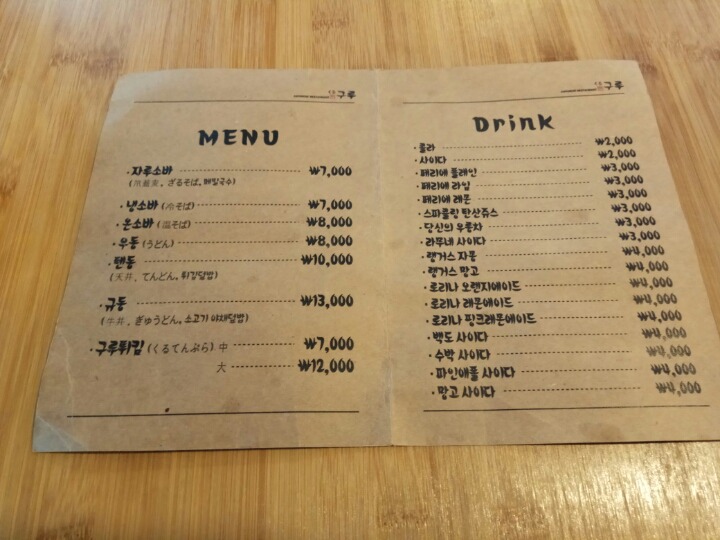 구루
MENU
·자루소바 ₩7,000
(ざるそば, 메밀국수)
·냉소바 (冷そば) ₩7,000
·온소바 (温そば) ₩8,000
·우동 (うどん) ₩8,000
·텐동 ₩10,000
(天丼, てんどん, 튀김덮밥)
·규동 ₩13,000
(牛丼, ぎゅうどん, 소고기 야채덮밥)
·구루튀김 (くるてんぷら) 中 ₩7,000
大 ₩12,000
구루
Drink
·콜라 ₩2,000
·사이다 ₩2,000
·페리에 플레인 ₩3,000
·페리에 라임 ₩3,000
·페리에 레몬 ₩3,000
·스파클링 탄산쥬스 ₩3,000
·당신의 우롱차 ₩3,000
·라무네 사이다 ₩3,000
·랭거스 자몽 ₩4,000
·랭거스 망고 ₩4,000
·로리나 오렌지에이드 ₩4,000
·로리나 레몬에이드 ₩4,000
·로리나 핑크레몬에이드 ₩4,000
·백도 사이다 ₩4,000
·수박 사이다 ₩4,000
·파인애플 사이다 ₩4,000
·망고 사이다 ₩4,000